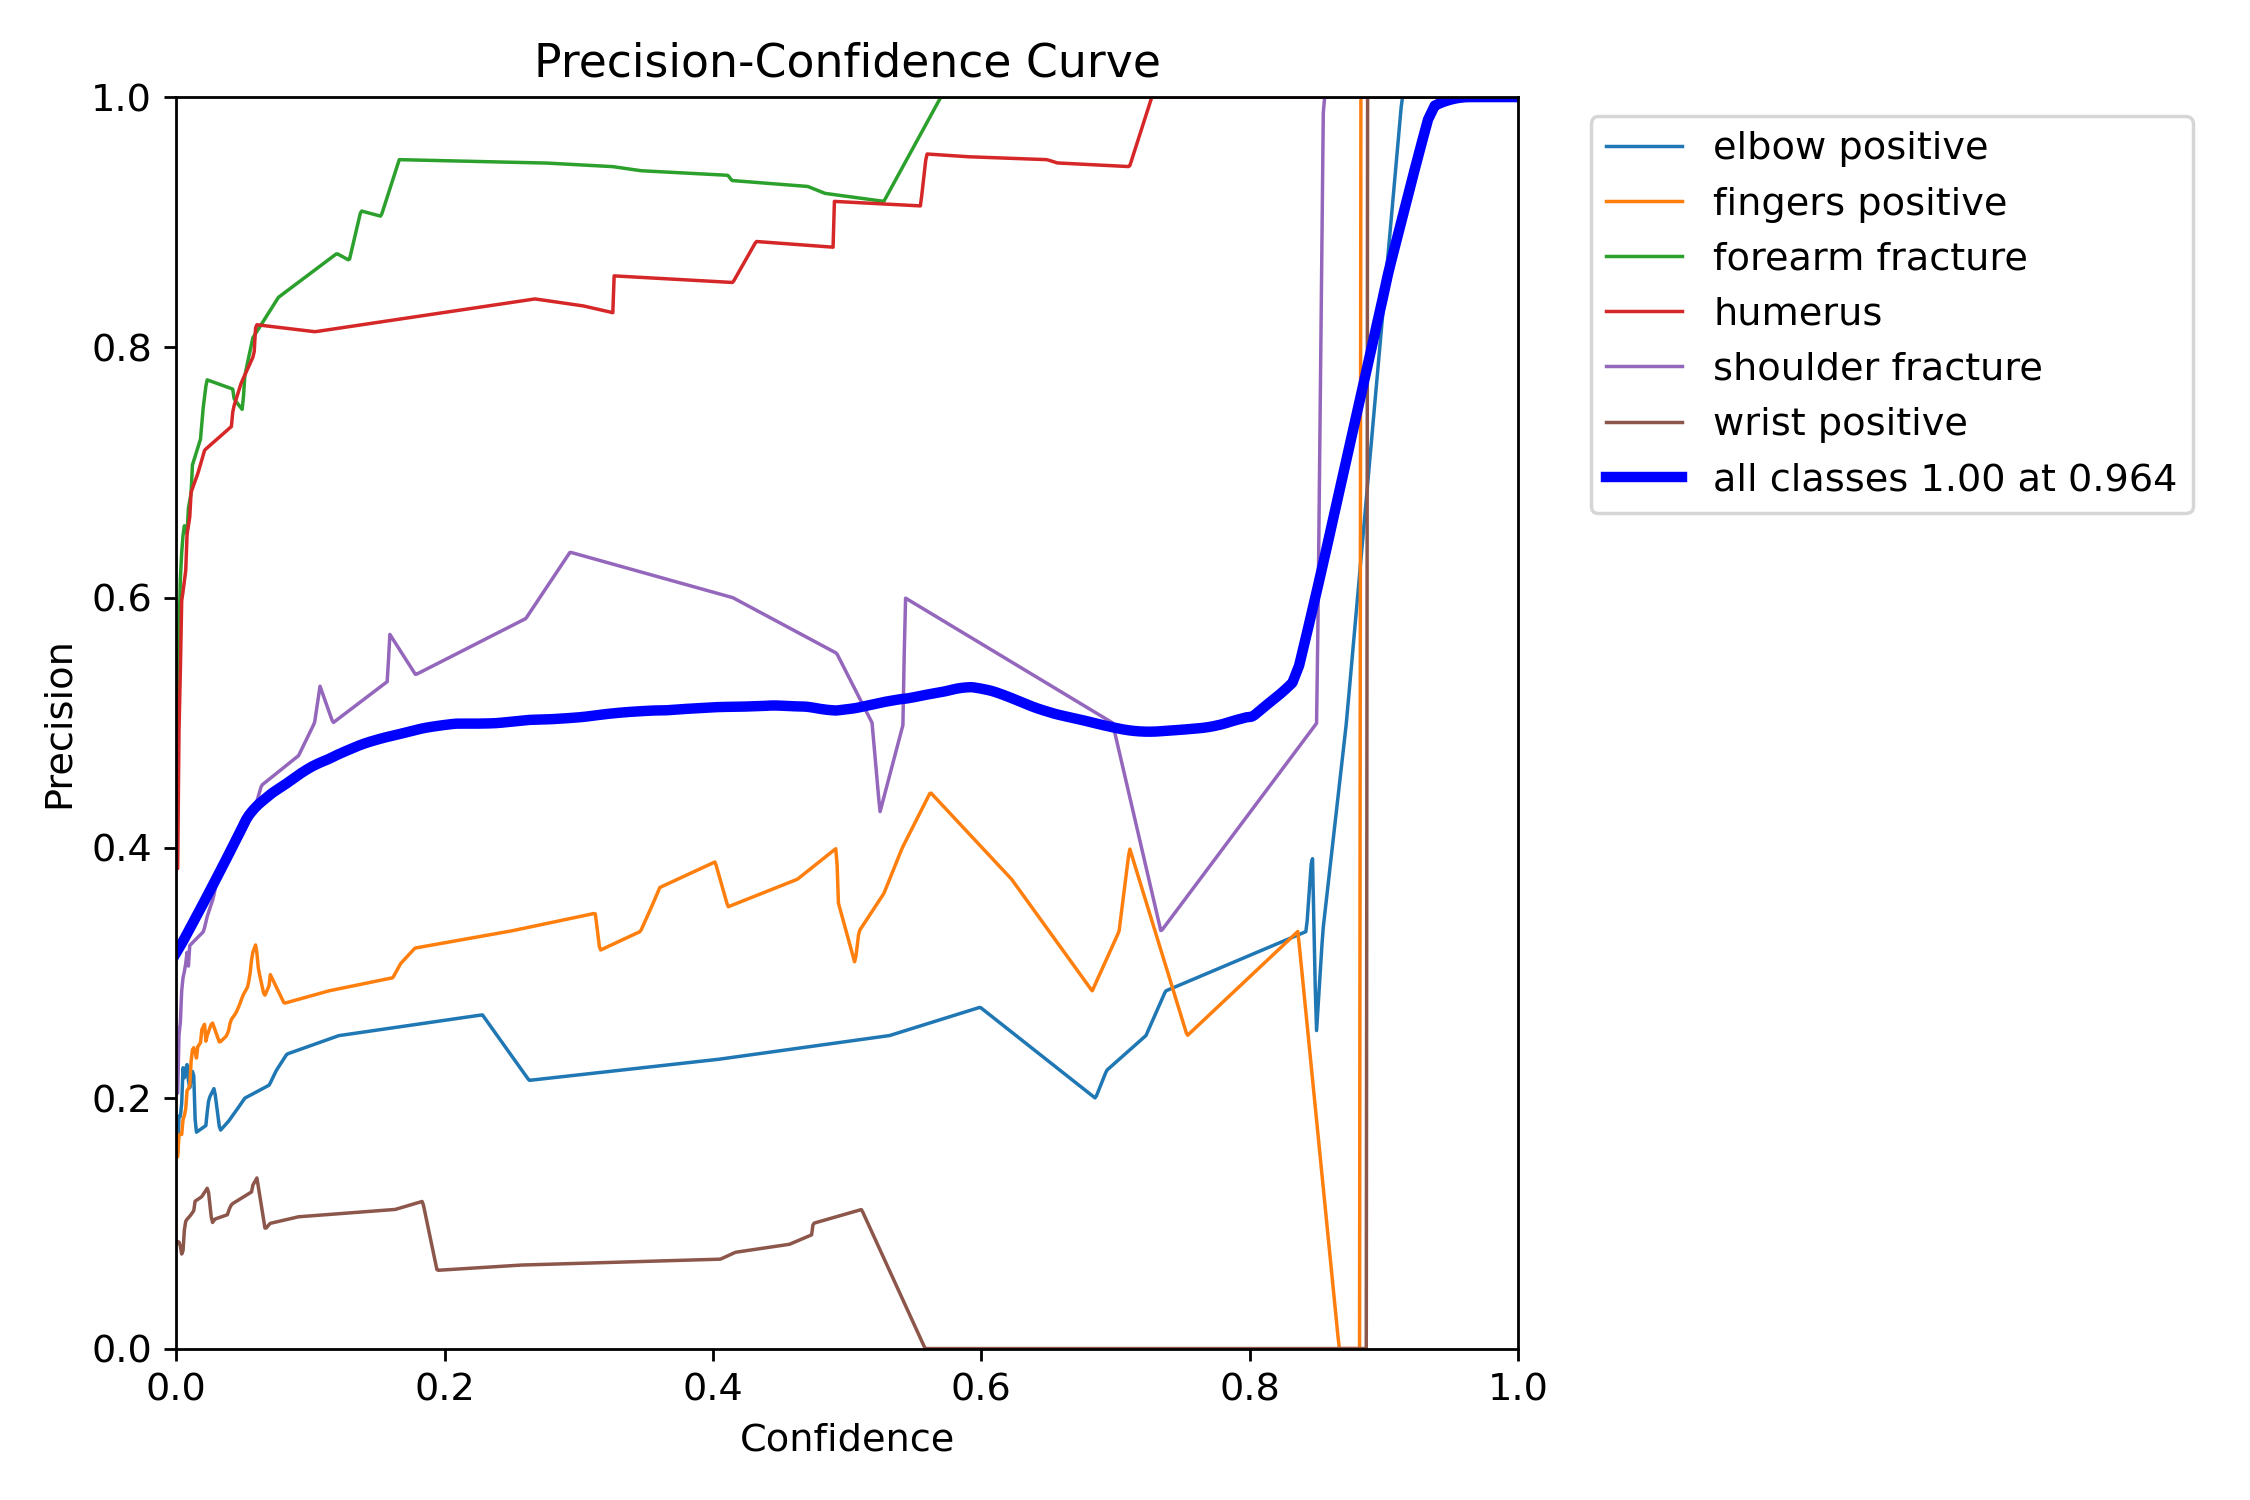 Precision-Confidence Curve
1.0
0.8
0.6
0.4
0.2
0.0
Precision
0.0 0.2 0.4 0.6 0.8 1.0
Confidence
elbow positive
fingers positive
forearm fracture
humerus
shoulder fracture
wrist positive
all classes 1.00 at 0.964